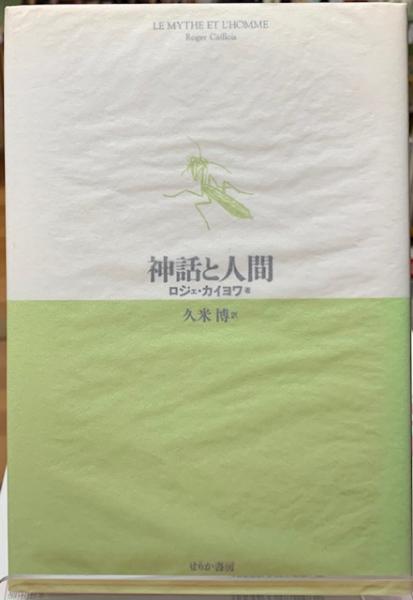 LE MYTHE ET L'HOMME
Roger Caillois
神話と人間
ロジェ・カイヨワ 著
久米 博 訳
せりか書房